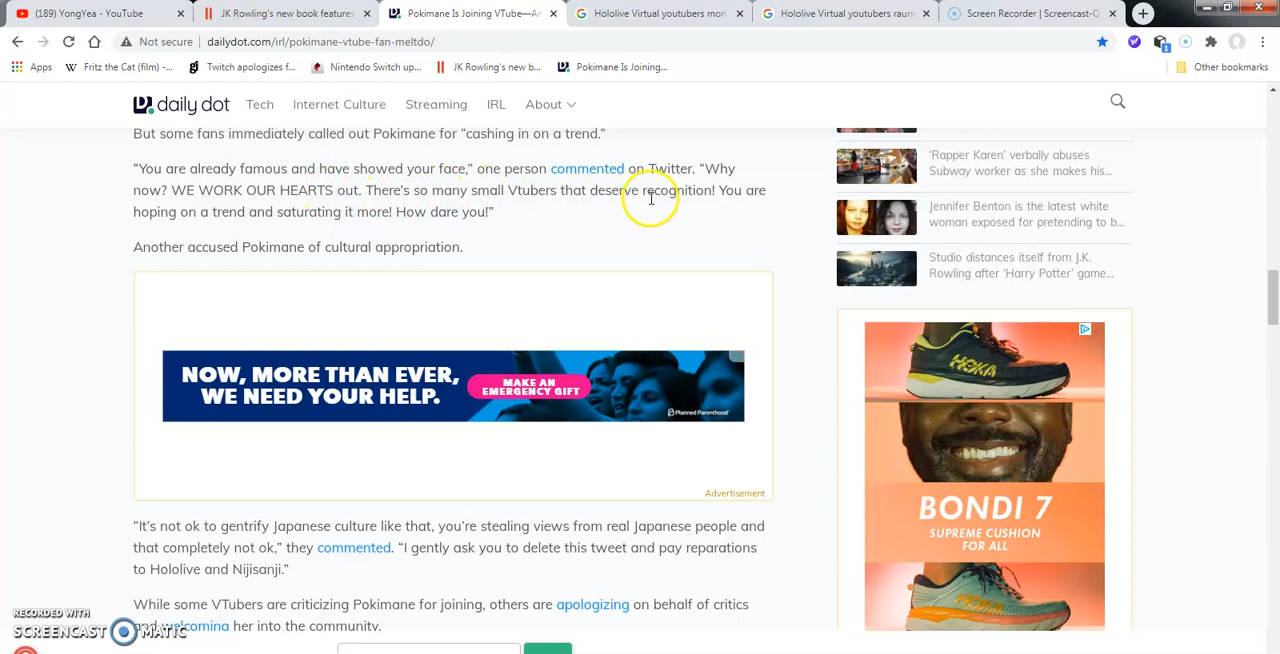 (189) YongYea - YouTube
JK Rowling's new book features
Pokimane Is Joining VTube—An
Hololive Virtual youtubers mori
Hololive Virtual youtubers raunc
Screen Recorder | Screencast-O
Not secure
dailydot.com/irl/pokimane-vtube-fan-meltdo/
Apps
Fritz the Cat (film) -...
Twitch apologizes f...
Nintendo Switch up...
JK Rowling's new b...
Pokimane Is Joining...
Other bookmarks
daily dot
Tech
Internet Culture
Streaming
IRL
About
But some fans immediately called out Pokimane for “cashing in on a trend.”
“You are already famous and have showed your face,” one person commented on Twitter. “Why
now? WE WORK OUR HEARTS out. There’s so many small Vtubers that deserve recognition! You are
hoping on a trend and saturating it more! How dare you!”
Another accused Pokimane of cultural appropriation.
NOW, MORE THAN EVER,
WE NEED YOUR HELP.
MAKE AN
EMERGENCY GIFT
Planned Parenthood
Advertisement
“It’s not ok to gentrify Japanese culture like that, you’re stealing views from real Japanese people and
that completely not ok,” they commented. “I gently ask you to delete this tweet and pay reparations
to Hololive and Nijisanji.”
While some VTubers are criticizing Pokimane for joining, others are apologizing on behalf of critics
and welcoming her into the community.
‘Rapper Karen’ verbally abuses
Subway worker as she makes his...
Jennifer Benton is the latest white
woman exposed for pretending to b...
Studio distances itself from J.K.
Rowling after ‘Harry Potter’ game...
HOKA
BONDI 7
SUPREME CUSHION
FOR ALL
RECORDED WITH
SCREENCAST-O-MATIC